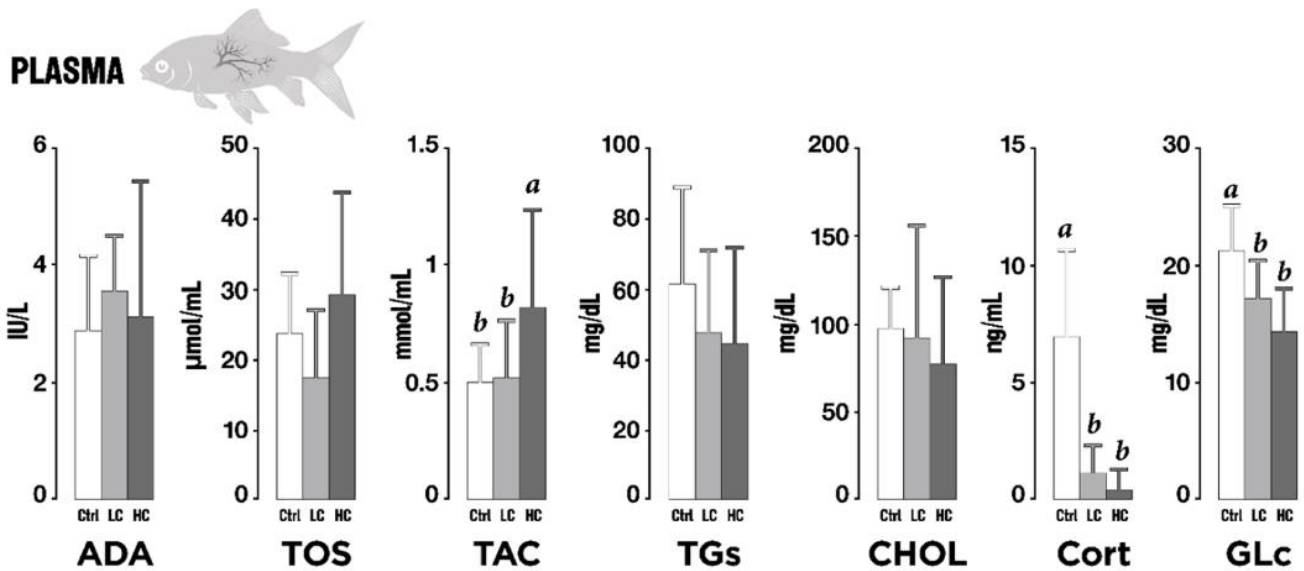 PLASMA
6
4
2
0
IU/L
Ctrl LC HC
ADA
50
40
30
20
10
0
µmol/mL
Ctrl LC HC
TOS
1.5
1
0.5
0
mmol/mL
b
b
a
Ctrl LC HC
TAC
100
80
60
40
20
0
mg/dL
Ctrl LC HC
TGs
200
150
100
50
0
mg/dL
Ctrl LC HC
CHOL
15
10
5
0
ng/mL
a
b
b
Ctrl LC HC
Cort
30
20
10
0
mg/dL
a
b
b
Ctrl LC HC
GLc